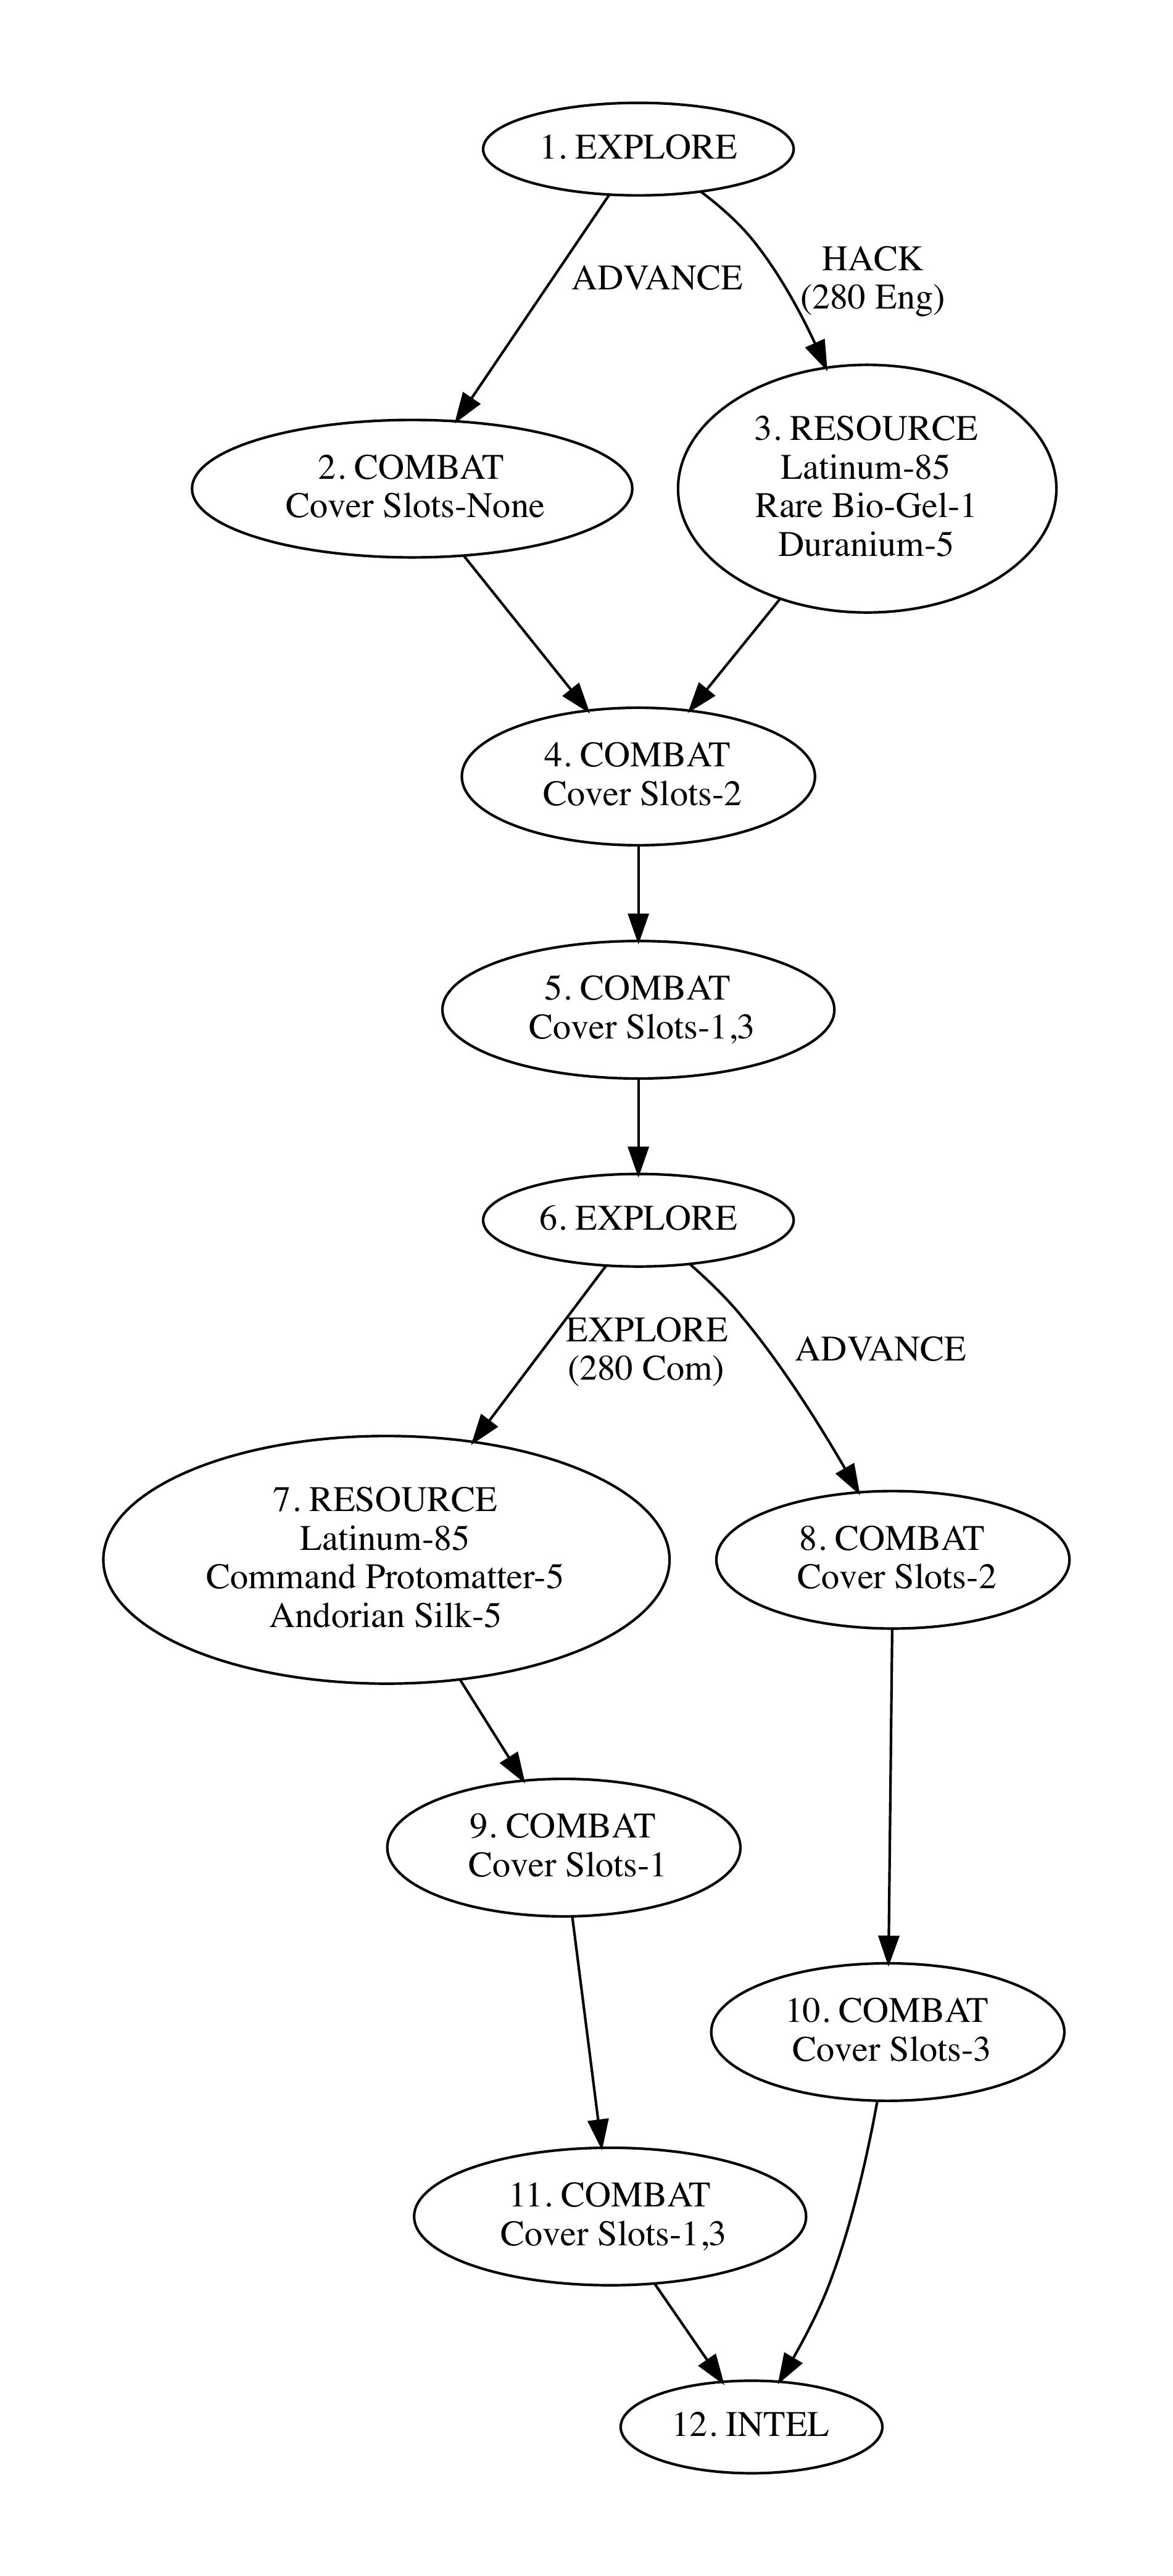 1. EXPLORE
ADVANCE
HACK
(280 Eng)
2. COMBAT
Cover Slots-None
3. RESOURCE
Latinum-85
Rare Bio-Gel-1
Duranium-5
4. COMBAT
Cover Slots-2
5. COMBAT
Cover Slots-1,3
6. EXPLORE
EXPLORE
(280 Com)
ADVANCE
7. RESOURCE
Latinum-85
Command Protomatter-5
Andorian Silk-5
8. COMBAT
Cover Slots-2
9. COMBAT
Cover Slots-1
10. COMBAT
Cover Slots-3
11. COMBAT
Cover Slots-1,3
12. INTEL